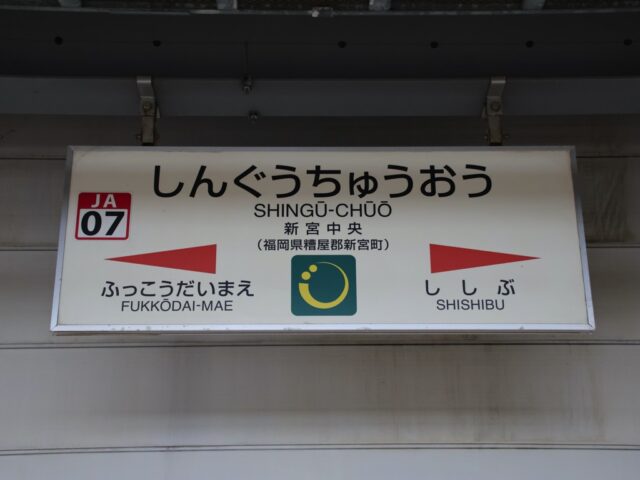 しんぐうちゅうおう
SHINGŪ-CHŪŌ
JA
07
新宮中央
(福岡県糟屋郡新宮町)
ふっこうだいまえ
FUKKŌDAI-MAE
ししぶ
SHISHIBU